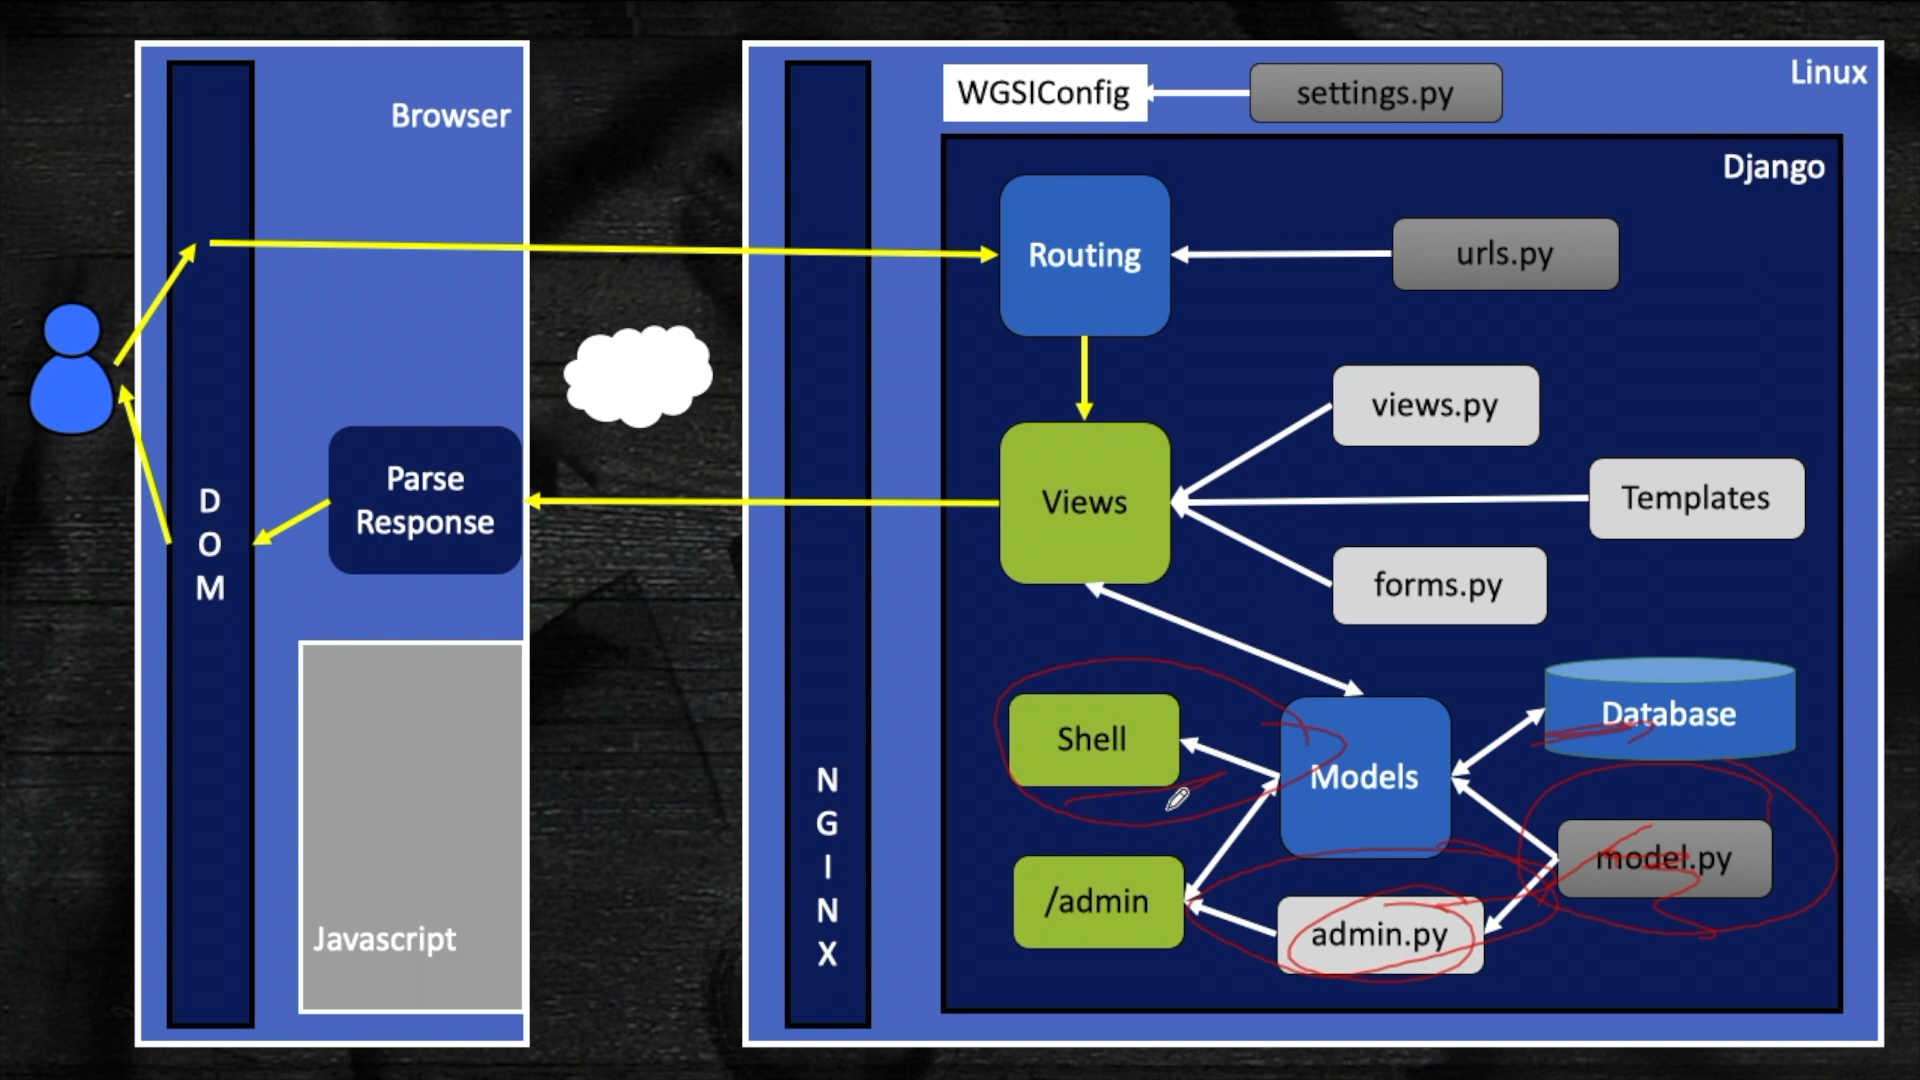 Linux
WGSIConfig
settings.py
Browser
Django
Routing
urls.py
views.py
Parse
Response
D
O
M
Views
Templates
forms.py
Shell
Models
Database
N
G
I
N
X
model.py
/admin
admin.py
Javascript